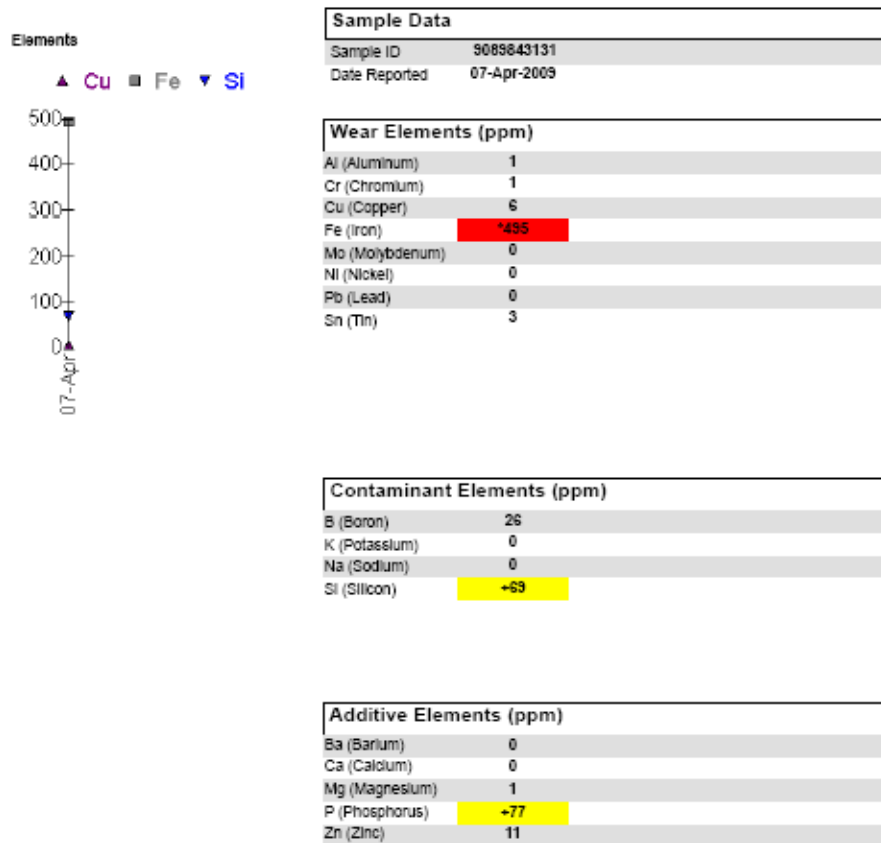 Elements
Cu Fe Si
500
400
300
200
100
0
07-Apr
Sample Data
Sample ID 9089843131
Date Reported 07-Apr-2009
Wear Elements (ppm)
Al (Aluminum) 1
Cr (Chromium) 1
Cu (Copper) 6
Fe (Iron) *495
Mo (Molybdenum) 0
Ni (Nickel) 0
Pb (Lead) 0
Sn (Tin) 3
Contaminant Elements (ppm)
B (Boron) 26
K (Potassium) 0
Na (Sodium) 0
Si (Silicon) +69
Additive Elements (ppm)
Ba (Barium) 0
Ca (Calcium) 0
Mg (Magnesium) 1
P (Phosphorus) +77
Zn (Zinc) 11